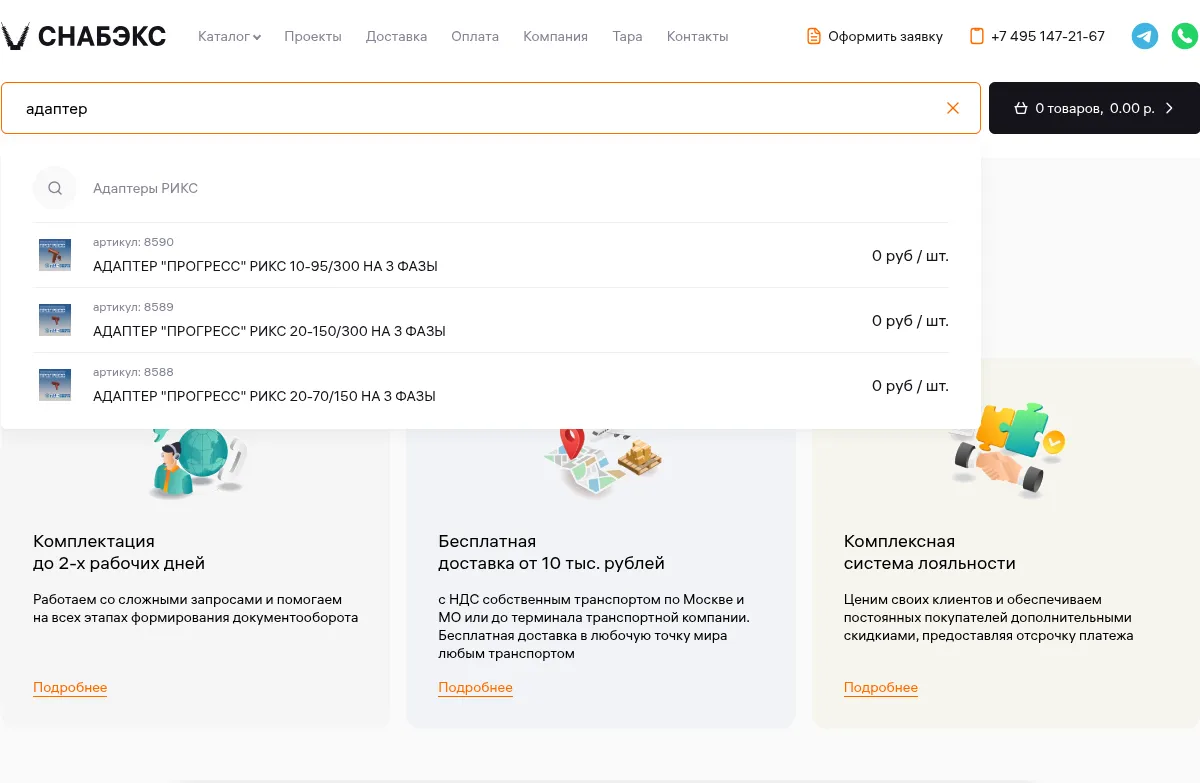 СНАБЭКС
Каталог
Проекты
Доставка
Оплата
Компания
Тара
Контакты
Оформить заявку
+7 495 147-21-67
адаптер
0 товаров, 0.00 р.
Адаптеры РИКС
артикул: 8590
АДАПТЕР "ПРОГРЕСС" РИКС 10-95/300 НА 3 ФАЗЫ
0 руб / шт.
артикул: 8589
АДАПТЕР "ПРОГРЕСС" РИКС 20-150/300 НА 3 ФАЗЫ
0 руб / шт.
артикул: 8588
АДАПТЕР "ПРОГРЕСС" РИКС 20-70/150 НА 3 ФАЗЫ
0 руб / шт.
Комплектация
до 2-х рабочих дней
Работаем со сложными запросами и помогаем
на всех этапах формирования документооборота
Подробнее
Бесплатная
доставка от 10 тыс. рублей
с НДС собственным транспортом по Москве и
МО или до терминала транспортной компании.
Бесплатная доставка в любочую точку мира
любым транспортом
Подробнее
Комплексная
система лояльности
Ценим своих клиентов и обеспечиваем
постоянных покупателей дополнительными
скидкиами, предоставляя отсрочку платежа
Подробнее